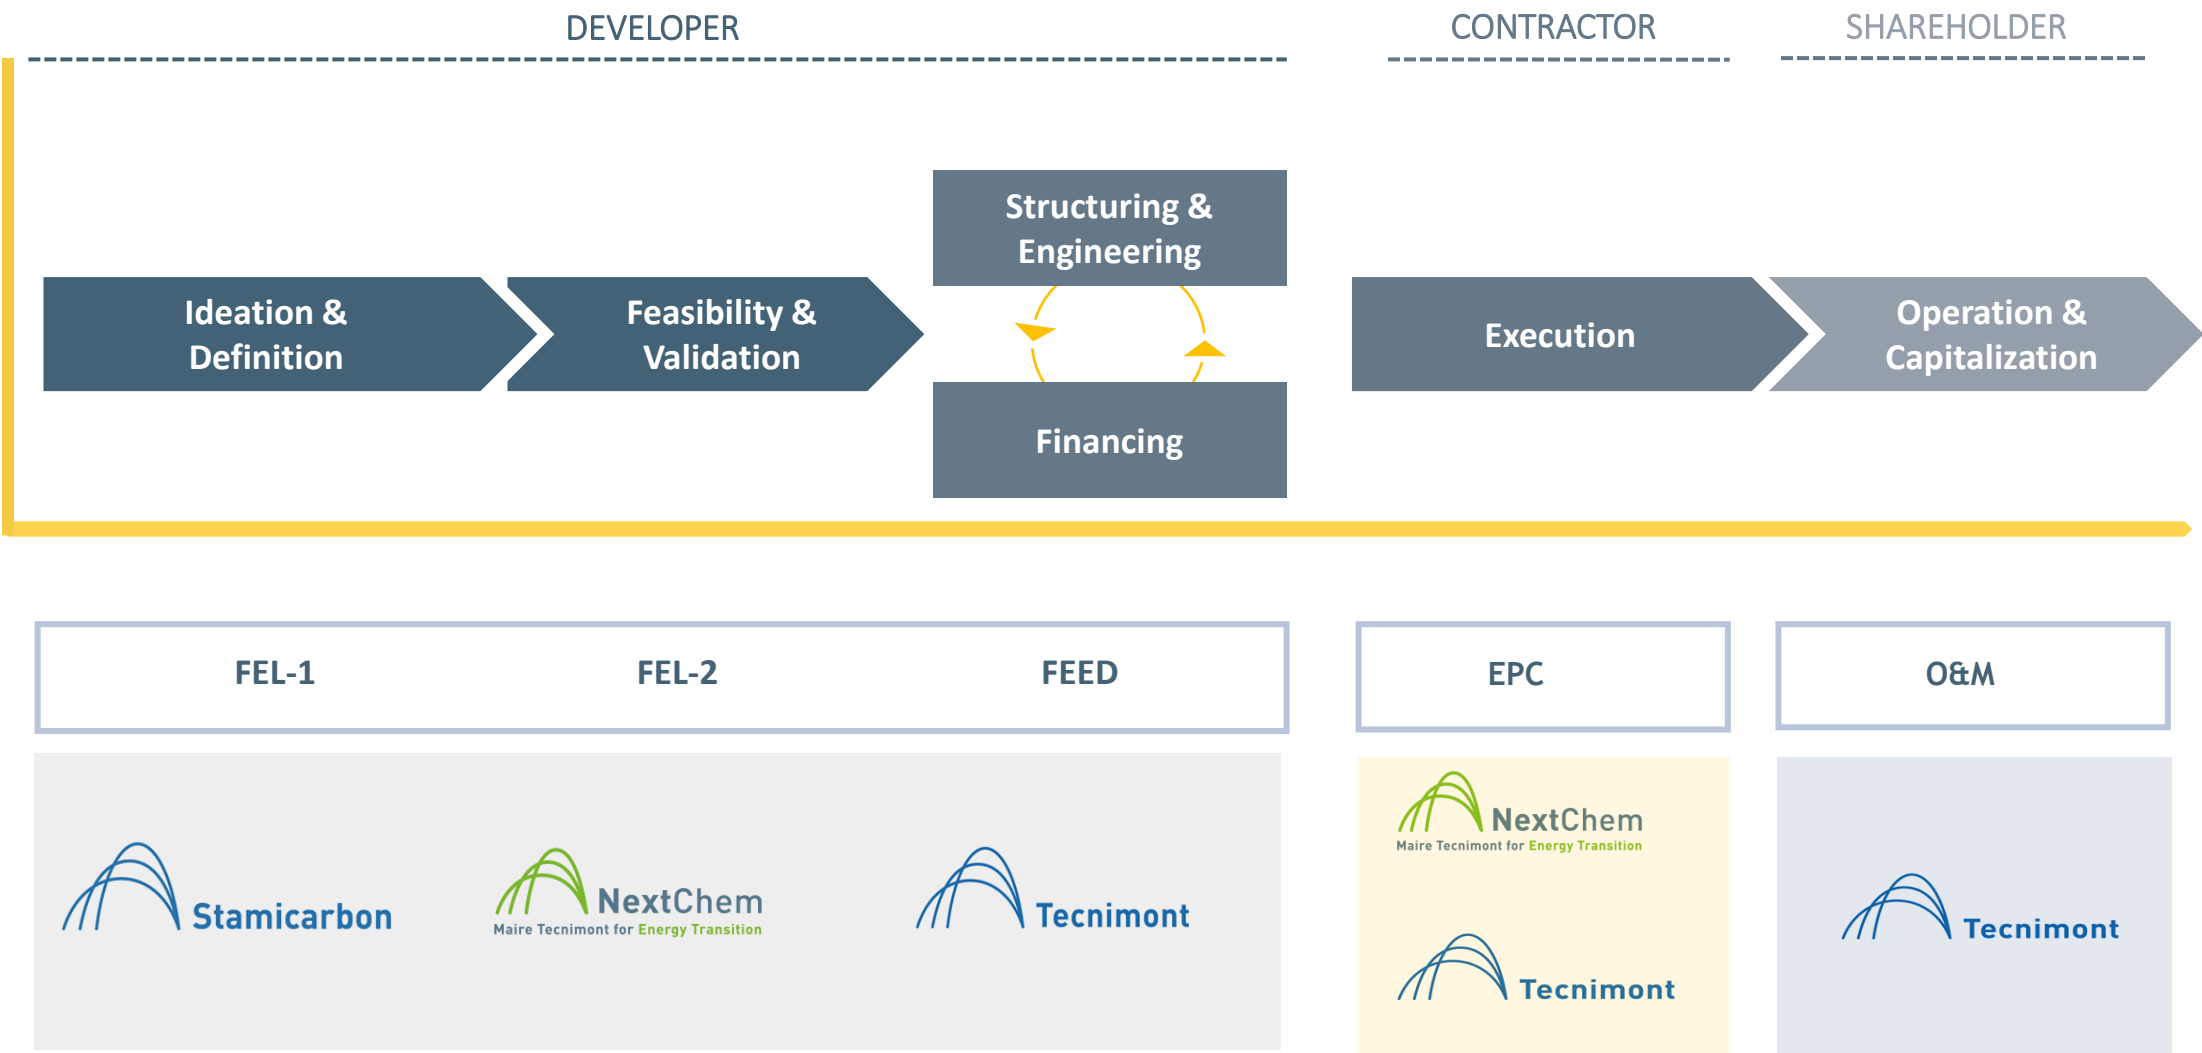 DEVELOPER
CONTRACTOR
SHAREHOLDER
Ideation &
Definition
Feasibility &
Validation
Structuring &
Engineering
Financing
Execution
Operation &
Capitalization
FEL-1
FEL-2
FEED
EPC
O&M
Stamicarbon
NextChem
Maire Tecnimont for Energy Transition
Tecnimont
NextChem
Maire Tecnimont for Energy Transition
Tecnimont
Tecnimont